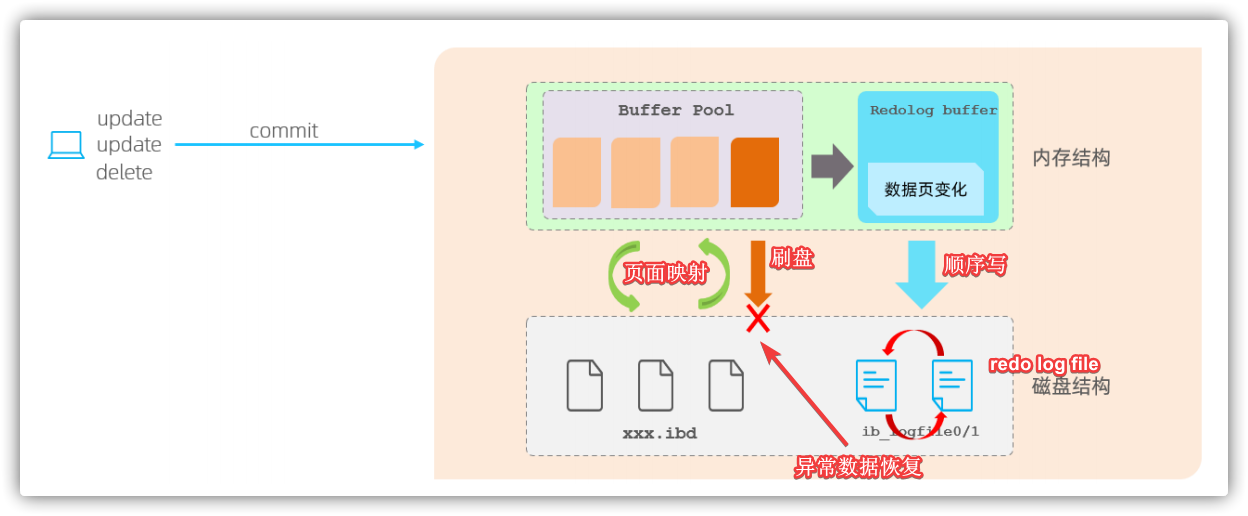 update
update
delete
commit
Buffer Pool
Redolog buffer
数据页变化
内存结构
页面映射
刷盘
顺序写
xxx.ibd
redo log file
磁盘结构
ib_logfile0/1
异常数据恢复